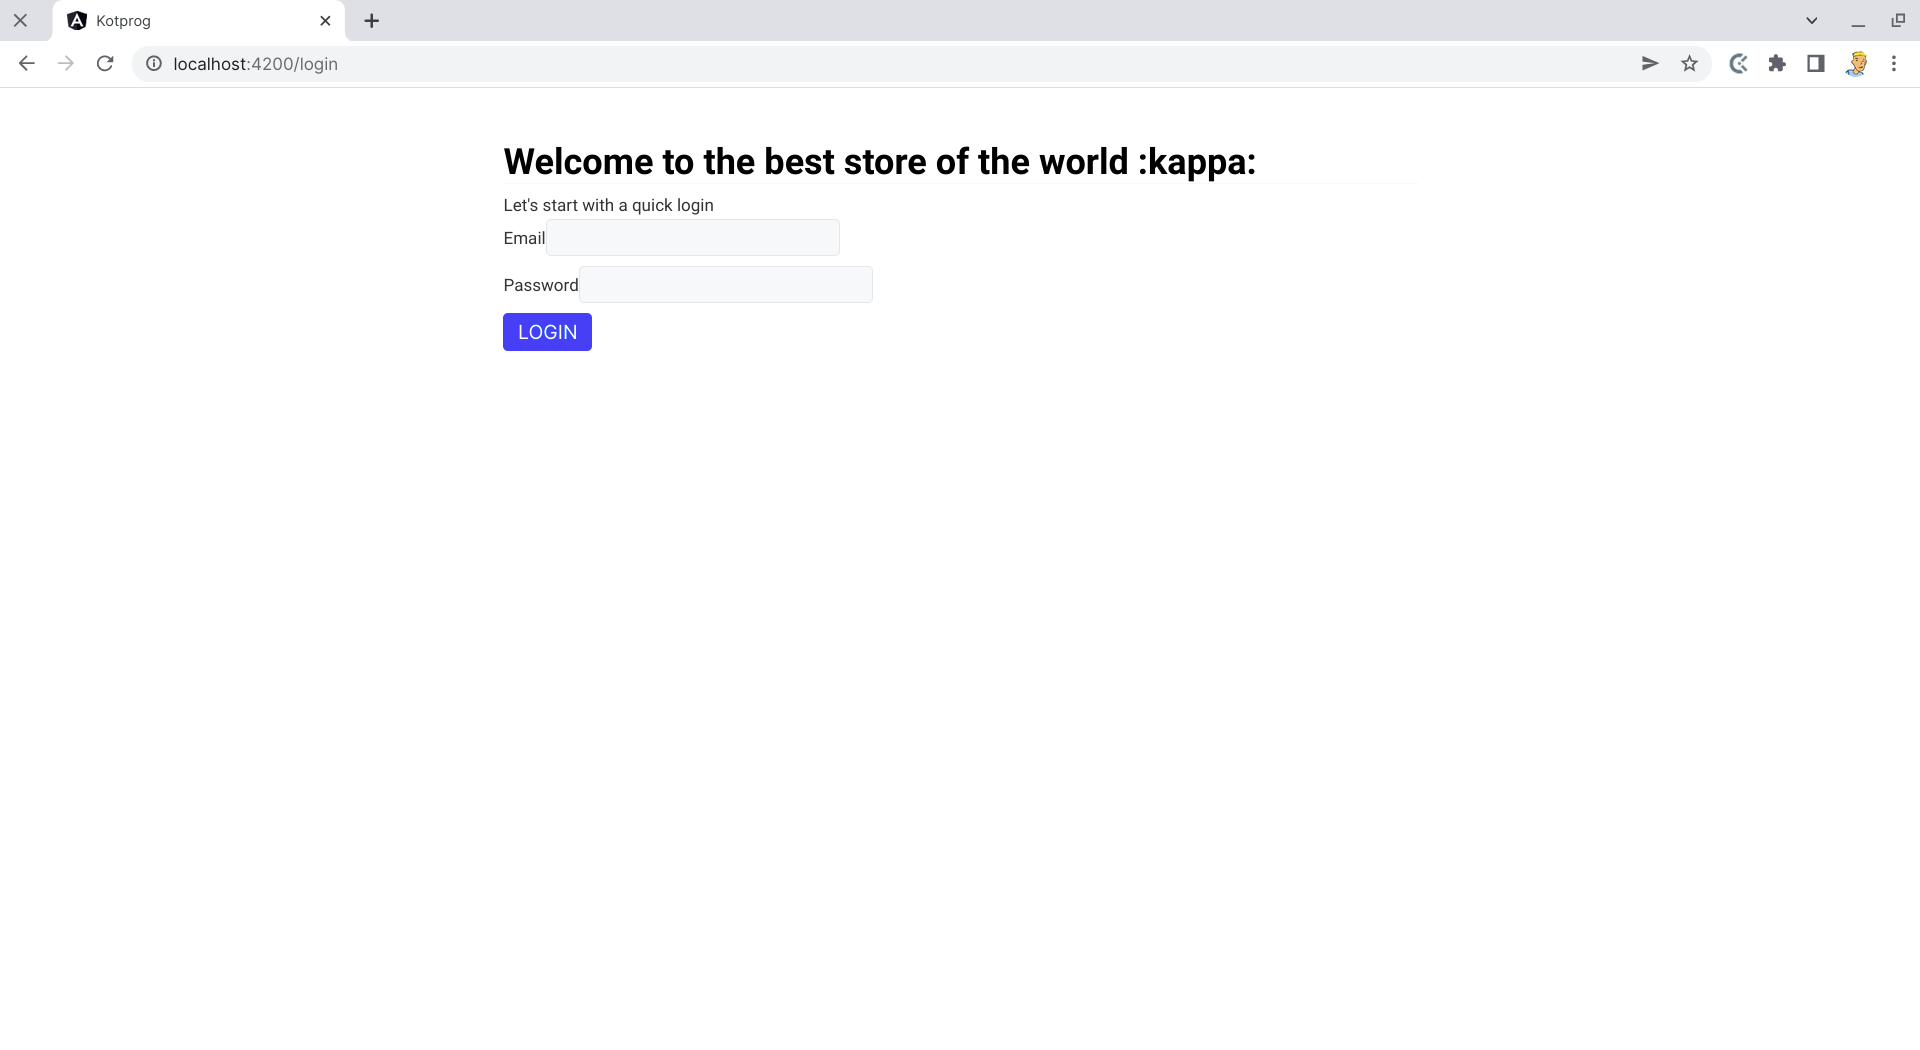 Kotprog
localhost:4200/login
Welcome to the best store of the world :kappa:
Let's start with a quick login
Email
Password
LOGIN